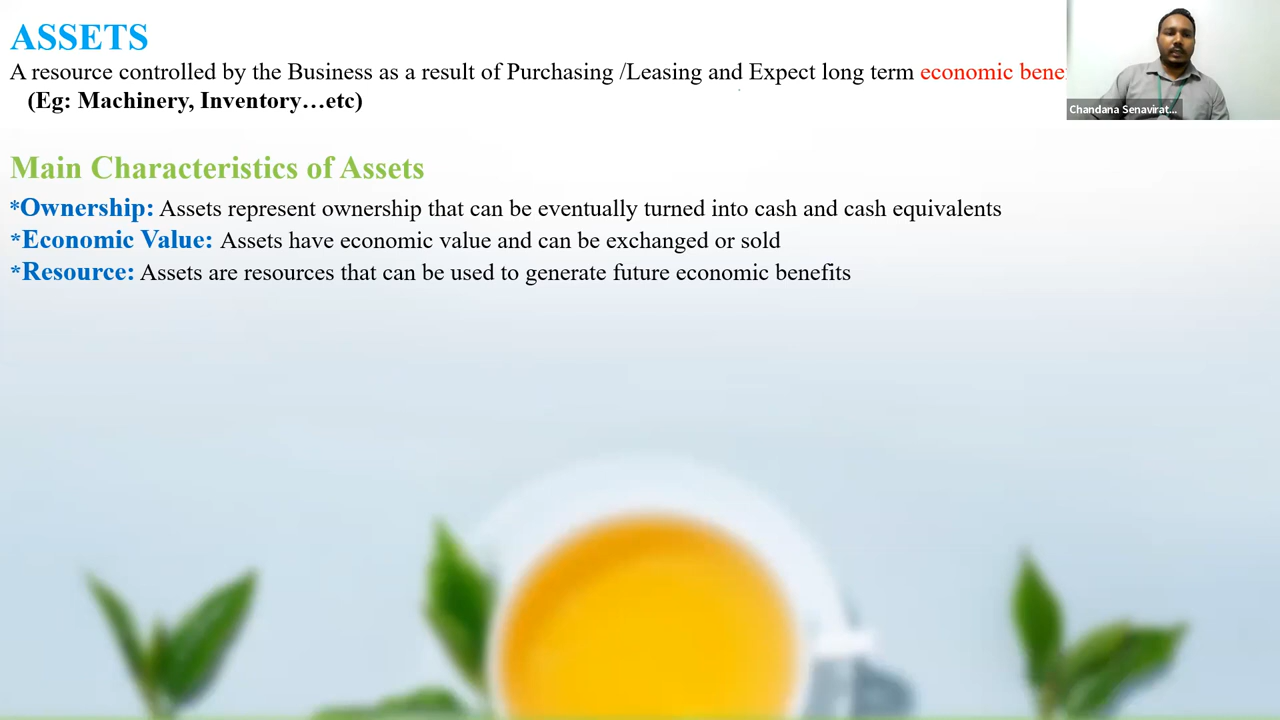 ASSETS
A resource controlled by the Business as a result of Purchasing /Leasing and Expect long term economic
(Eg: Machinery, Inventory…etc)
Chandana Senavirat...
Main Characteristics of Assets
*Ownership: Assets represent ownership that can be eventually turned into cash and cash equivalents
*Economic Value: Assets have economic value and can be exchanged or sold
*Resource: Assets are resources that can be used to generate future economic benefits